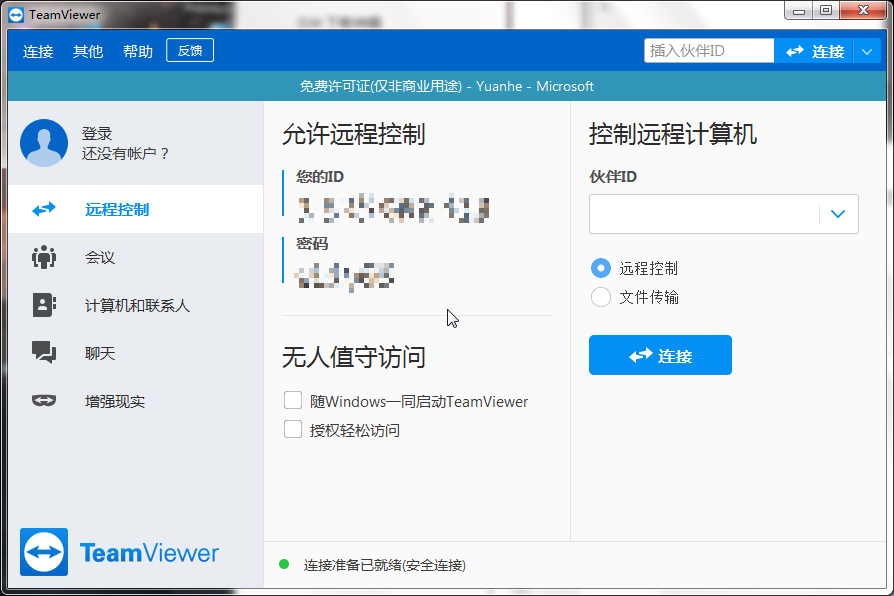 TeamViewer
连接 其他 帮助 反馈 插入伙伴ID 连接
免费许可证(仅非商业用途) - Yuanhe - Microsoft
登录
还没有帐户？
远程控制
会议
计算机和联系人
聊天
增强现实
TeamViewer
允许远程控制
您的ID
密码
无人值守访问
随Windows一同启动TeamViewer
授权轻松访问
控制远程计算机
伙伴ID
远程控制
文件传输
连接
连接准备已就绪(安全连接)